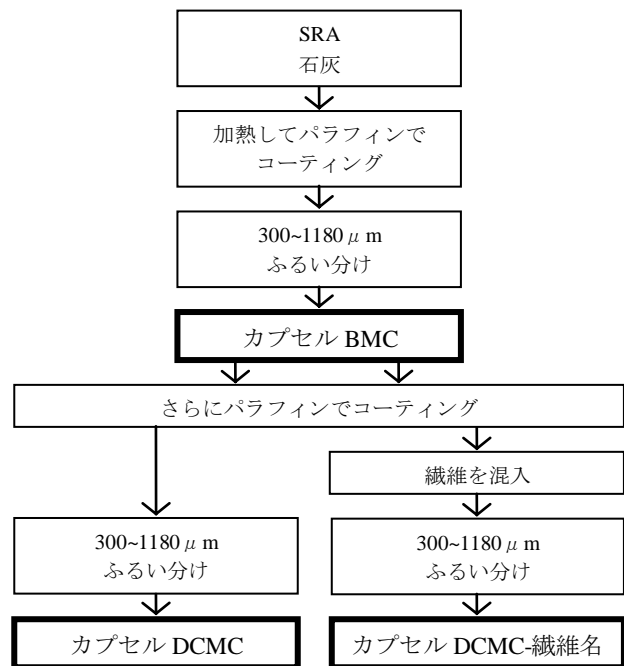 SRA
石灰
加熱してパラフィンで
コーティング
300~1180μm
ふるい分け
カプセル BMC
さらにパラフィンでコーティング
繊維を混入
300~1180μm
ふるい分け
300~1180μm
ふるい分け
カプセル DCMC
カプセル DCMC-繊維名